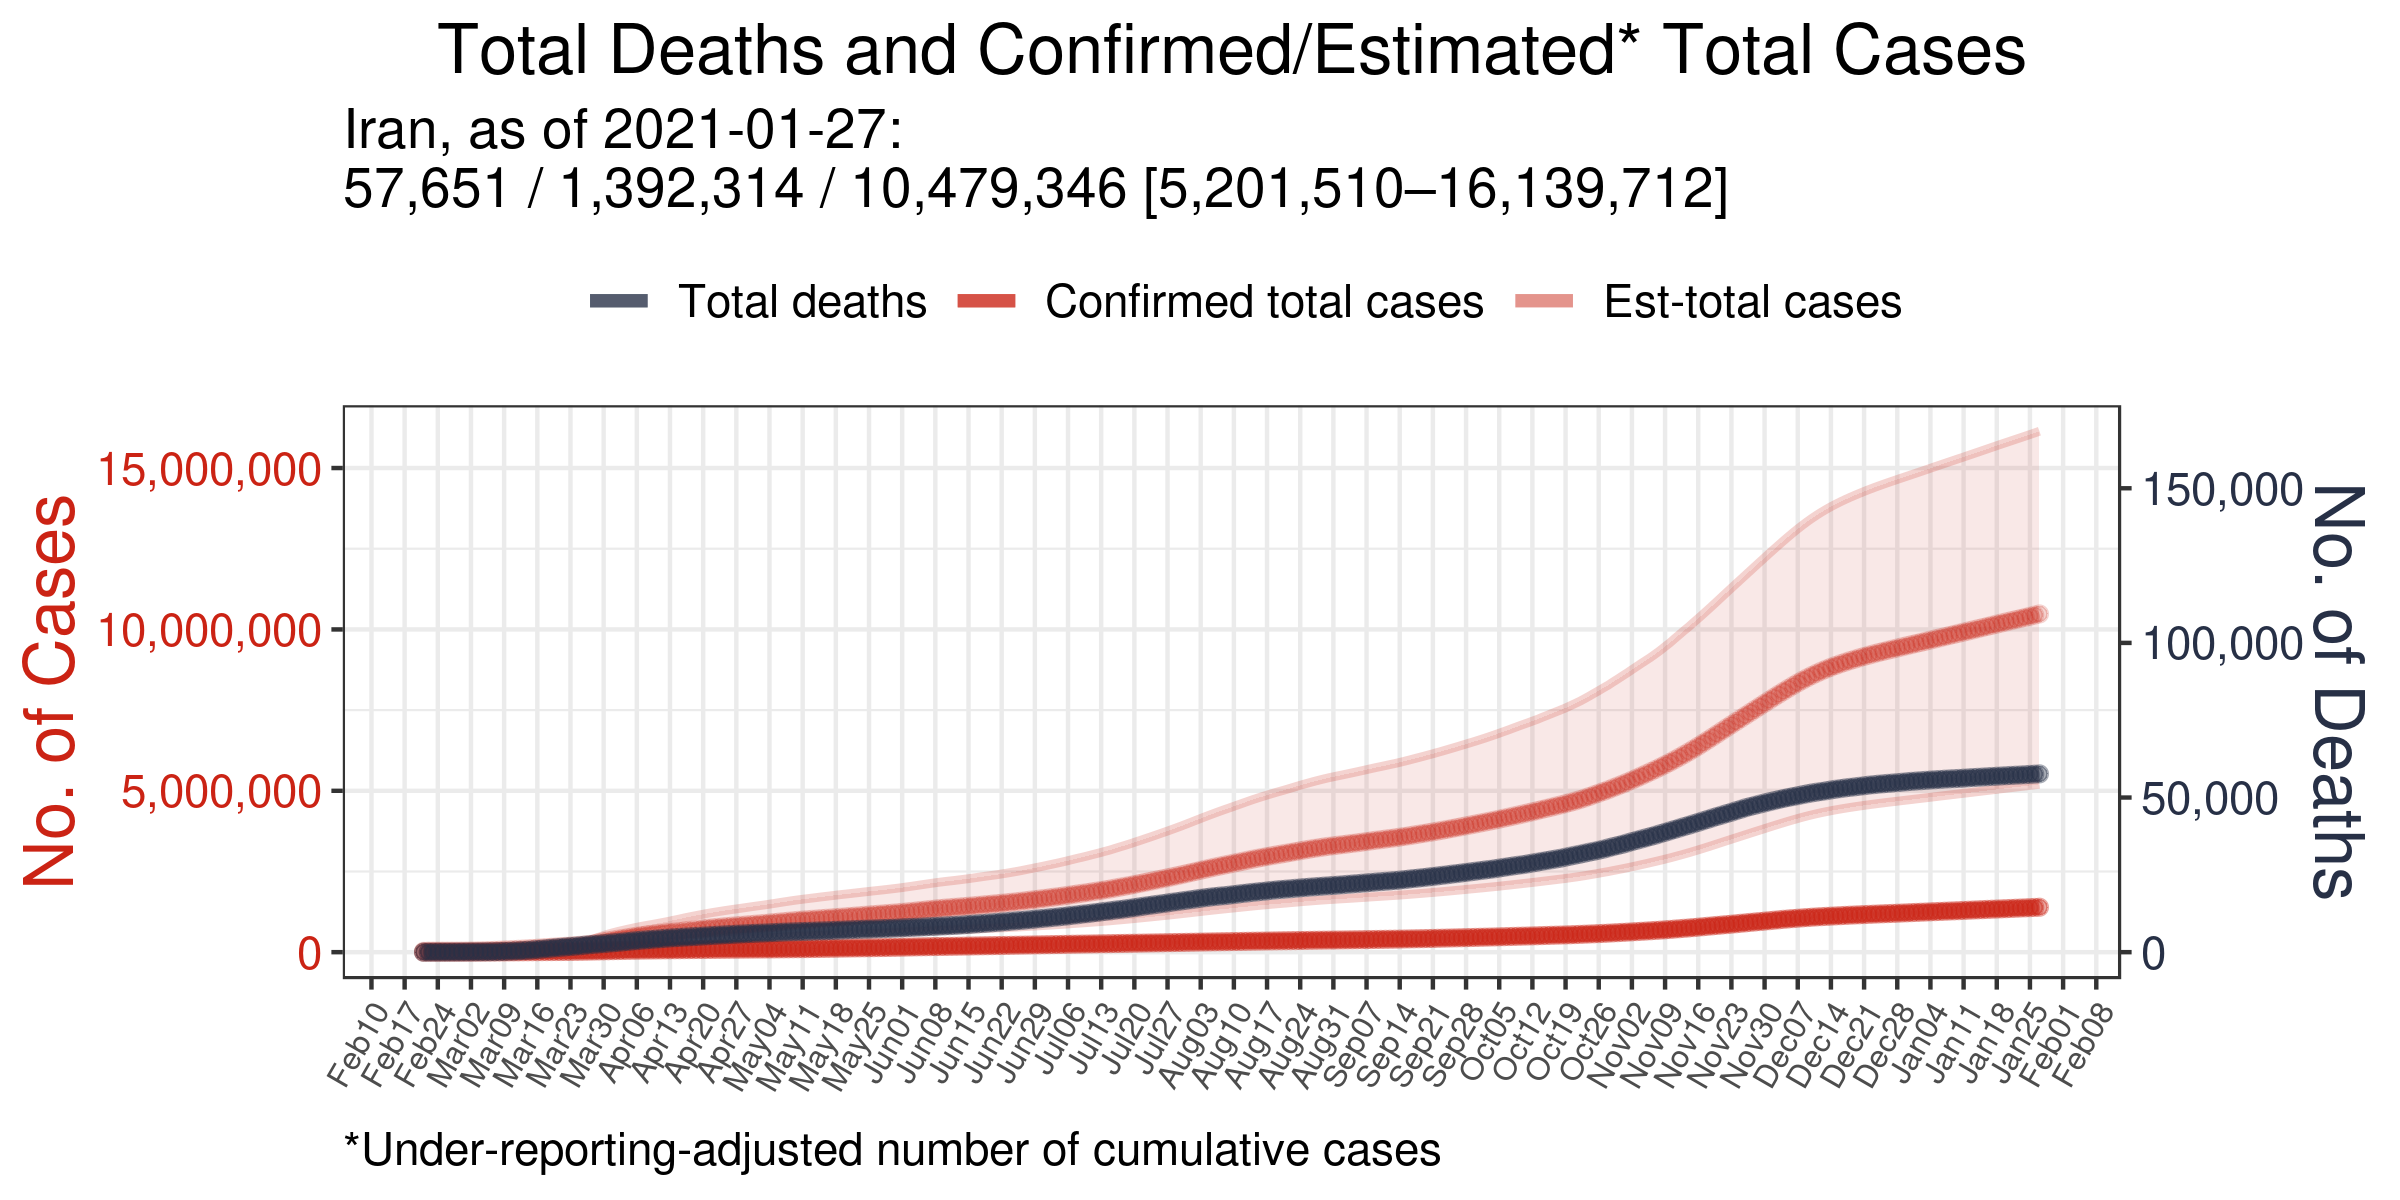 Total Deaths and Confirmed/Estimated* Total Cases
Iran, as of 2021-01-27:
57,651 / 1,392,314 / 10,479,346 [5,201,510–16,139,712]
Total deaths
Confirmed total cases
Est-total cases
No. of Cases
15,000,000
10,000,000
5,000,000
0
150,000
100,000
50,000
0
No. of Deaths
Feb10
Feb17
Feb24
Mar02
Mar09
Mar16
Mar23
Mar30
Apr06
Apr13
Apr20
Apr27
May04
May11
May18
May25
Jun01
Jun08
Jun15
Jun22
Jun29
Jul06
Jul13
Jul20
Jul27
Aug03
Aug10
Aug17
Aug24
Aug31
Sep07
Sep14
Sep21
Sep28
Oct05
Oct12
Oct19
Oct26
Nov02
Nov09
Nov16
Nov23
Nov30
Dec07
Dec14
Dec21
Dec28
Jan04
Jan11
Jan18
Jan25
Feb01
Feb08
*Under-reporting-adjusted number of cumulative cases